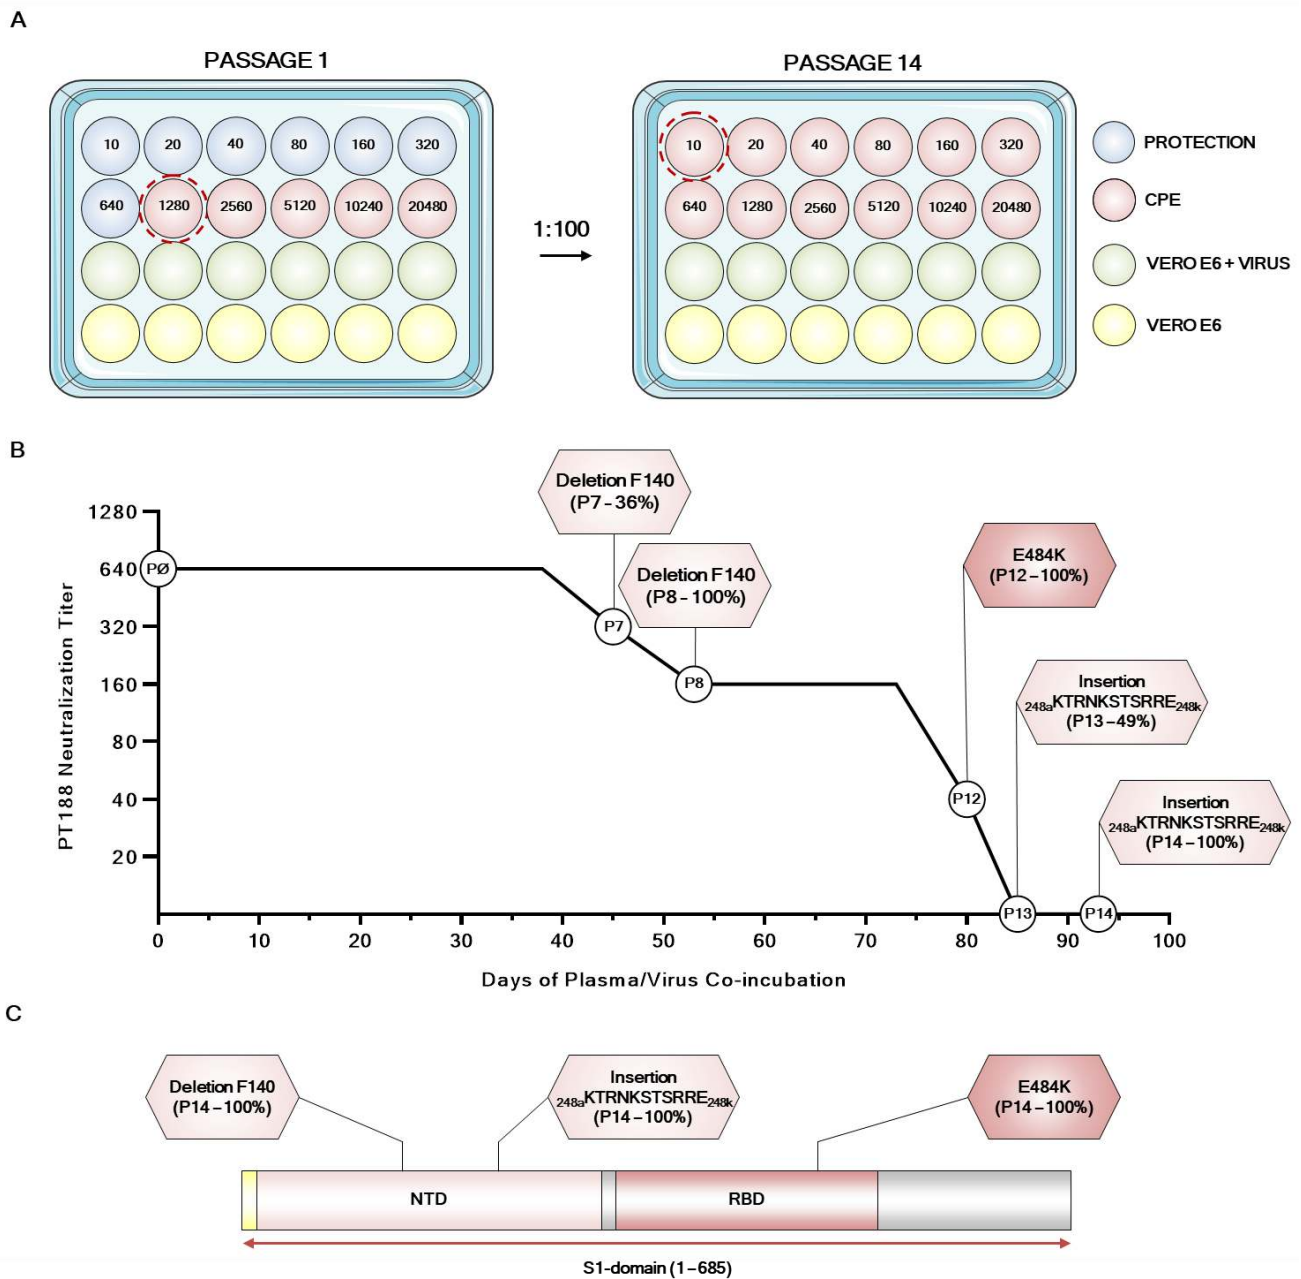 A
PASSAGE 1
PASSAGE 14
10 20 40 80 160 320
640 1280 2560 5120 10240 20480
1:100
10 20 40 80 160 320
640 1280 2560 5120 10240 20480
PROTECTION
CPE
VERO E6 + VIRUS
VERO E6
B
PT188 Neutralization Titer
1280
640
320
160
80
40
20
PØ
P7
P8
P12
P13
P14
Deletion F140
(P7 – 36%)
Deletion F140
(P8 – 100%)
E484K
(P12 – 100%)
Insertion
248aKTRNKSTSRRE248k
(P13 – 49%)
Insertion
248aKTRNKSTSRRE248k
(P14 – 100%)
0 10 20 30 40 50 60 70 80 90 100
Days of Plasma/Virus Co-incubation
C
Deletion F140
(P14 – 100%)
Insertion
248aKTRNKSTSRRE248k
(P14 – 100%)
E484K
(P14 – 100%)
NTD
RBD
S1-domain (1 – 685)